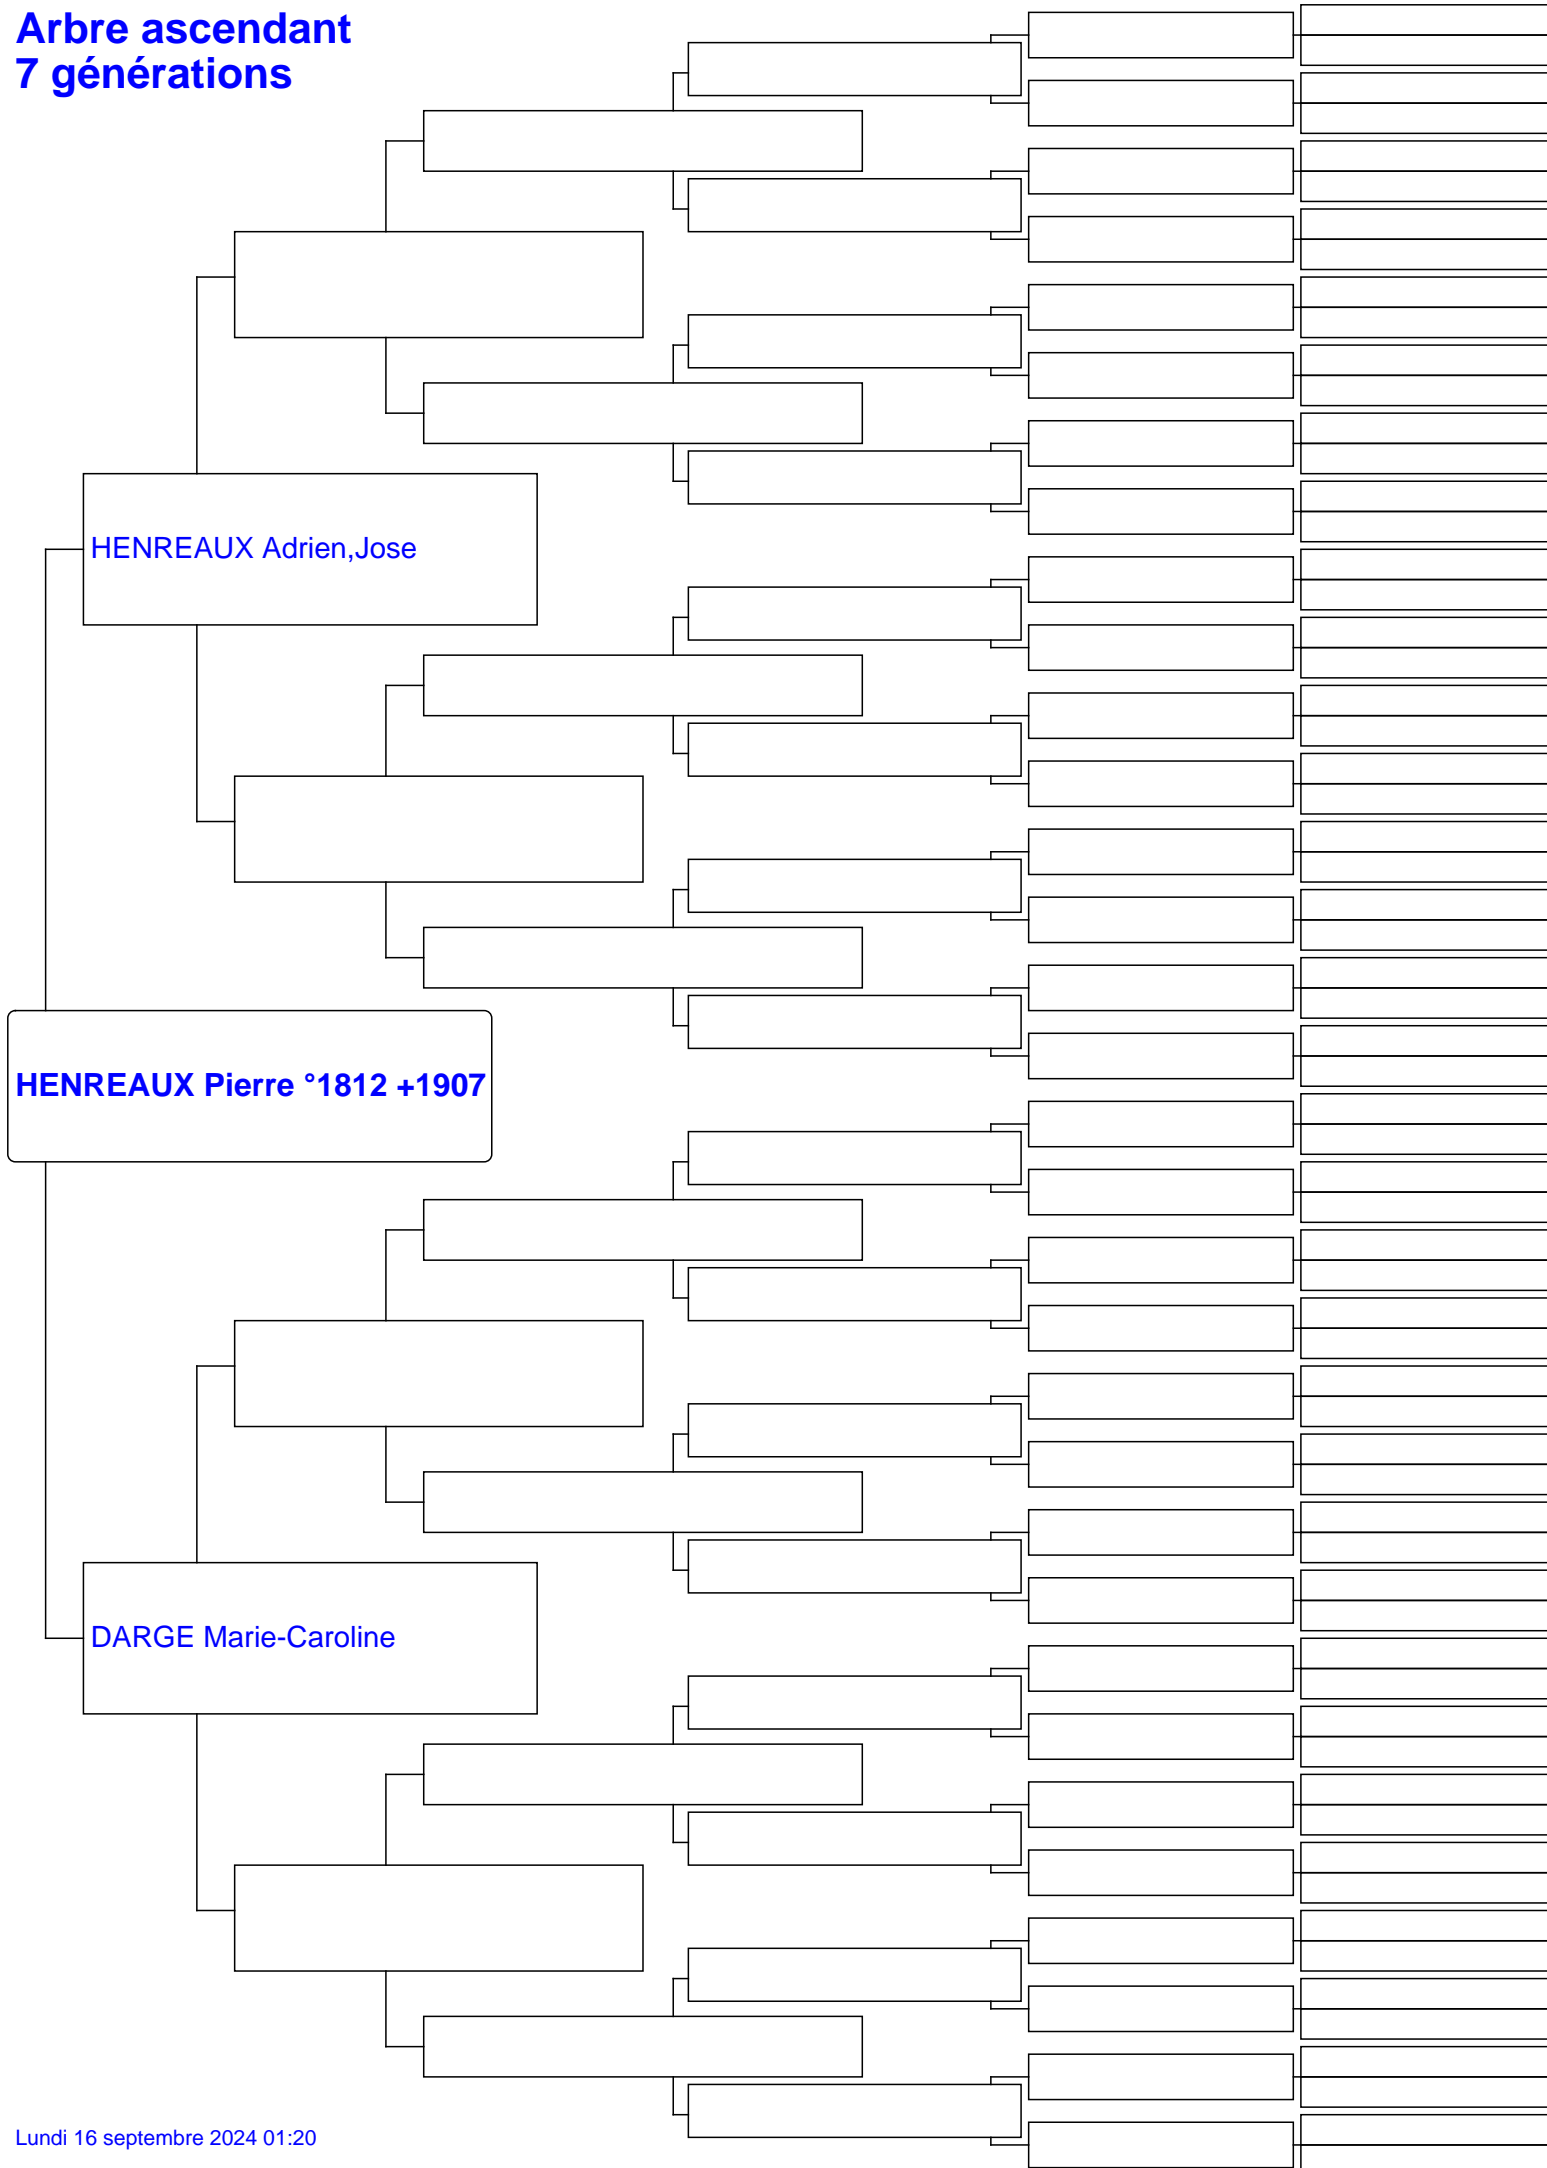 Arbre ascendant
7 générations
HENREAUX Adrien,Jose
HENREAUX Pierre °1812 +1907
DARGE Marie-Caroline
Lundi 16 septembre 2024 01:20